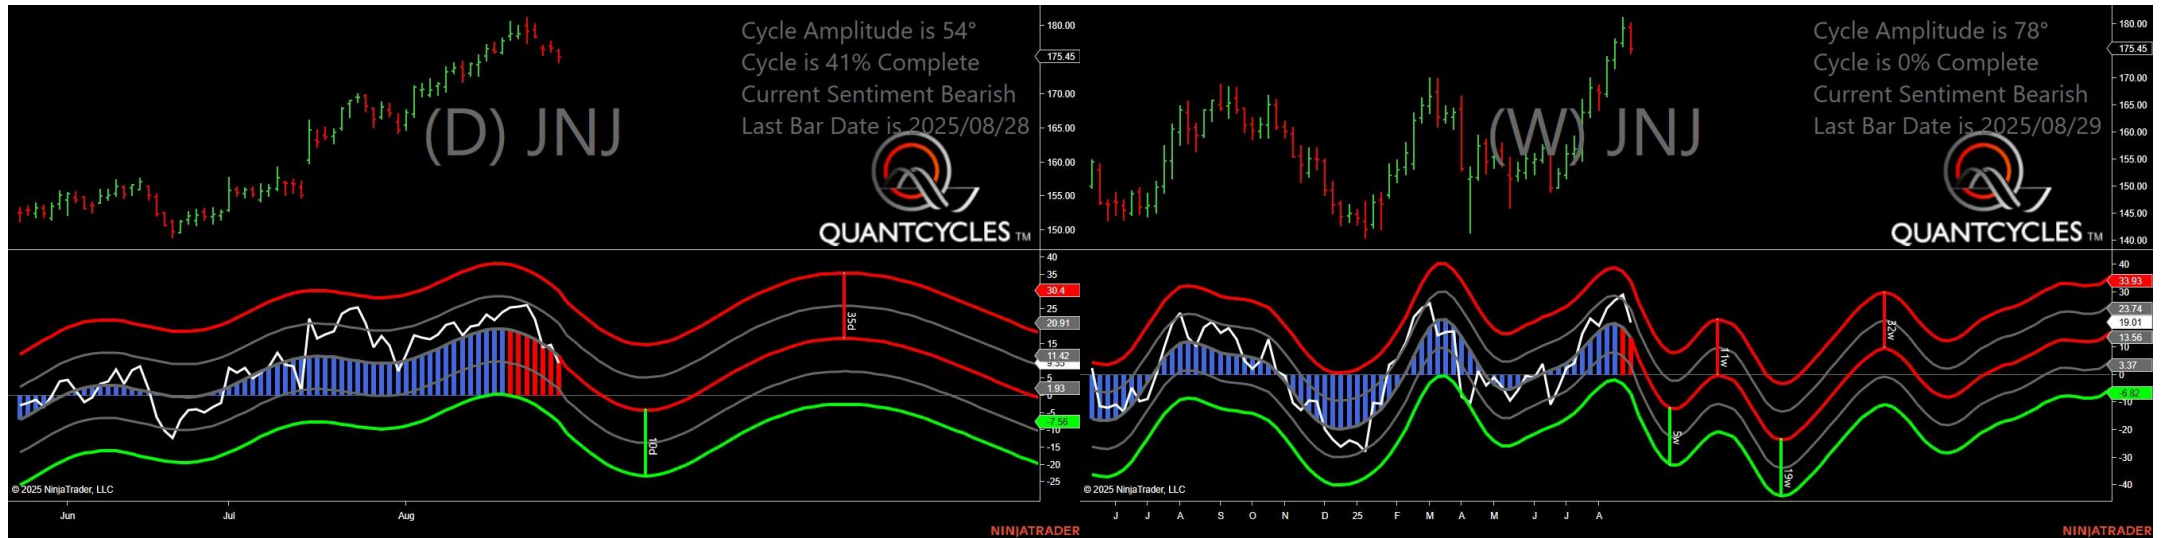 Cycle Amplitude is 54°
Cycle is 41% Complete
Current Sentiment Bearish
Last Bar Date is 2025/08/28
(D) JNJ
QUANTCYCLES TM
180.00
175.45
170.00
165.00
160.00
155.00
150.00
40
35
30.4
25
20.91
15
11.42
5
1.93
0
-5
-7.56
-10
-15
-20
-25
35d
10d
© 2025 NinjaTrader, LLC
Jun Jul Aug
NINJATRADER
Cycle Amplitude is 78°
Cycle is 0% Complete
Current Sentiment Bearish
Last Bar Date is 2025/08/29
(W) JNJ
QUANTCYCLES TM
180.00
175.45
170.00
165.00
160.00
155.00
150.00
145.00
140.00
40
33.93
30
23.74
19.01
13.56
10
3.37
0
-6.82
-10
-20
-30
-40
11w
32w
5w
19w
© 2025 NinjaTrader, LLC
J J A S O N D 25 F M A M J J A
NINJATRADER